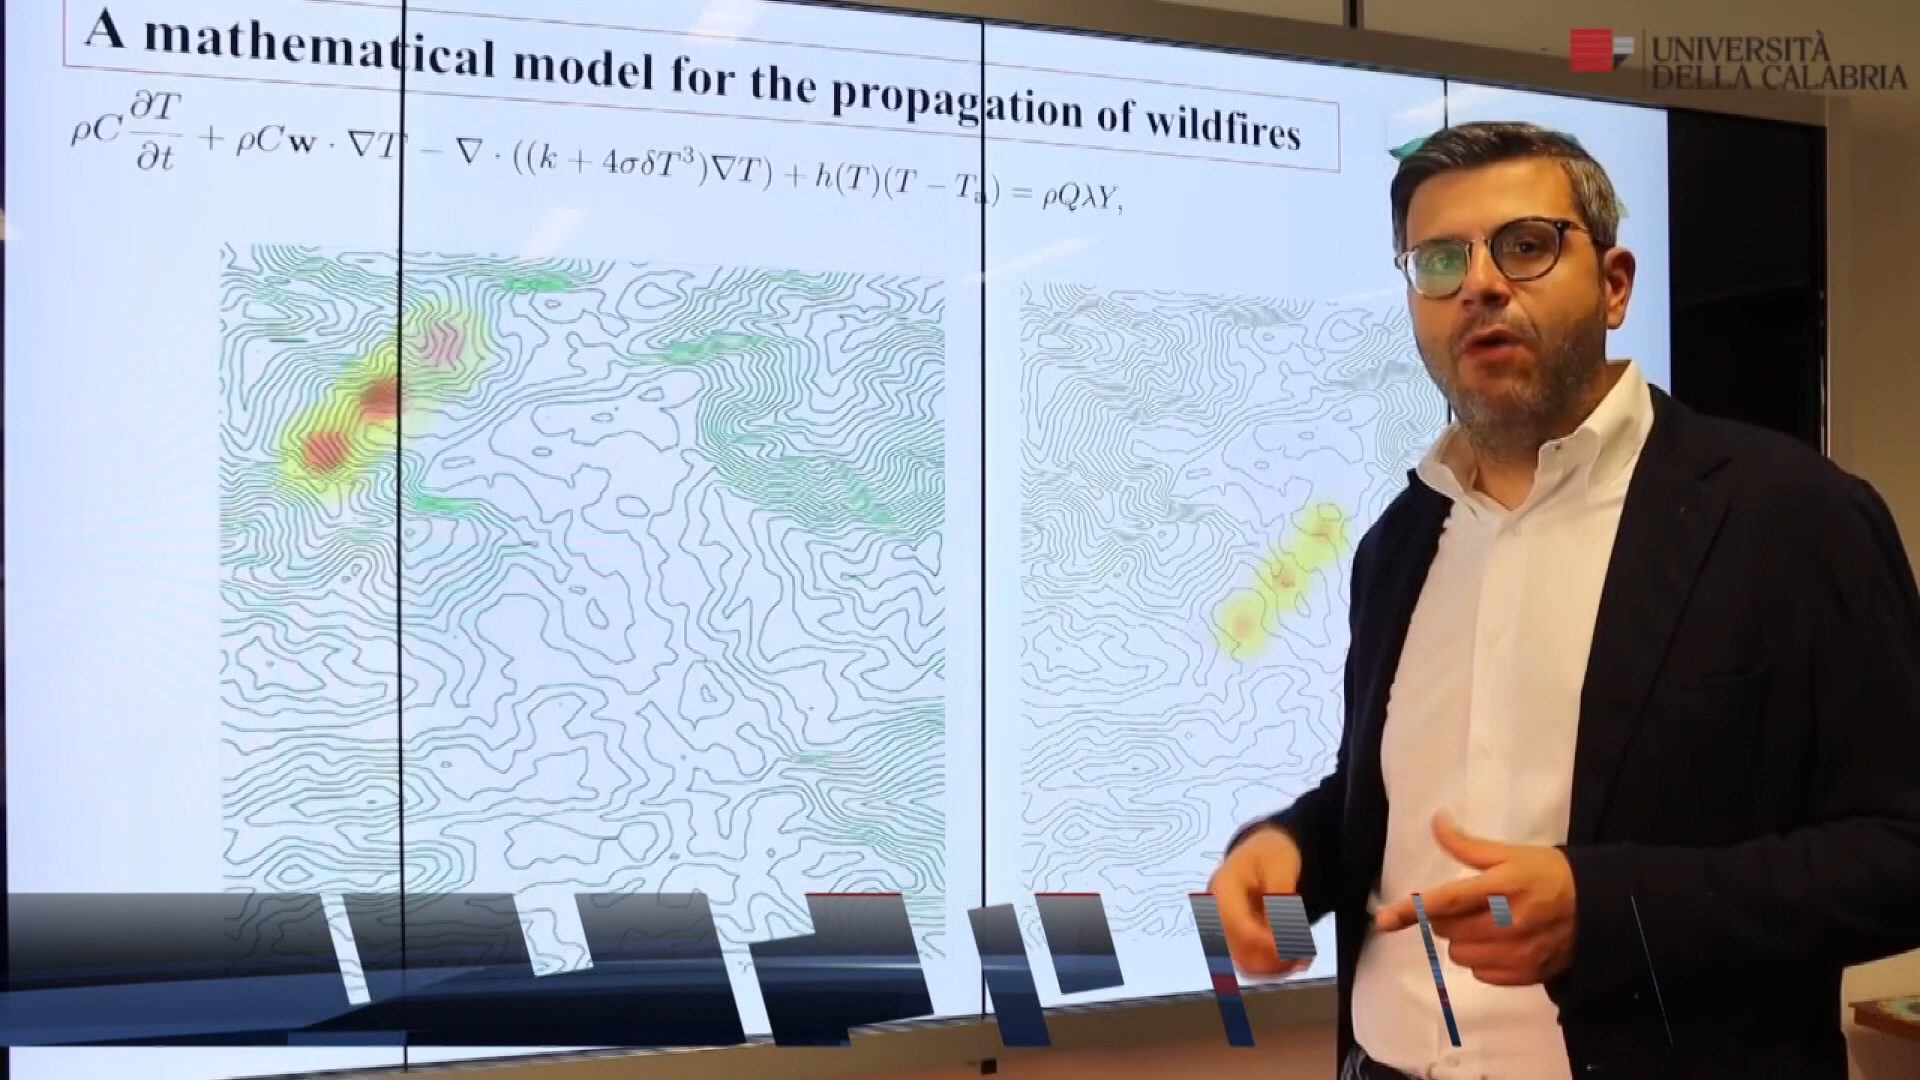 A mathematical model for the propagation of wildfires
ρC ∂T/∂t + ρCw · ∇T − ∇ · ((k + 4σδT³)∇T) + h(T)(T − Tₐ) = ρQλY,
UNIVERSITÀ
DELLA CALABRIA